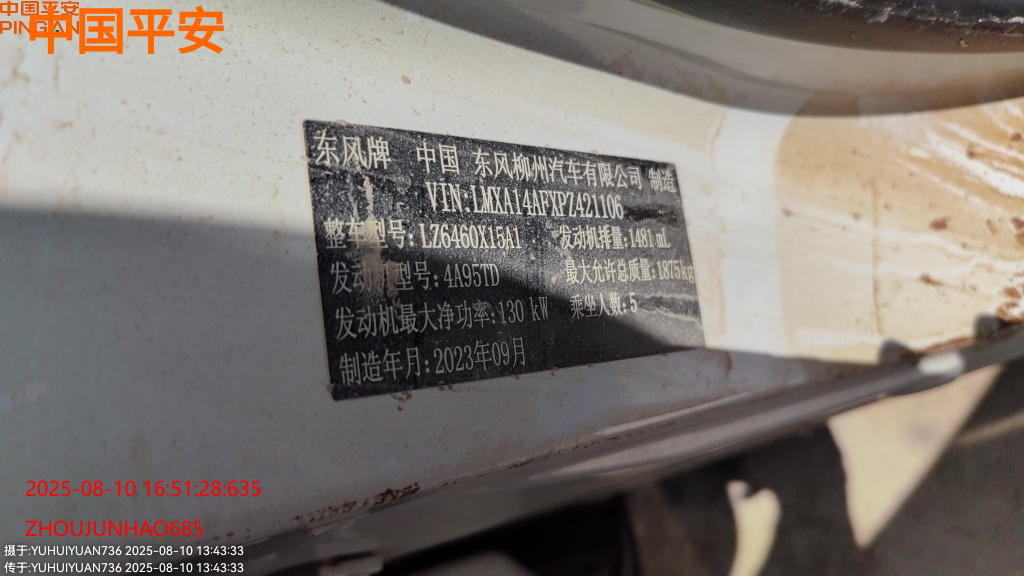 中国平安
PINGAN
中国平安
东风牌 中国 东风柳州汽车有限公司 制造
VIN:LMXA14AFXPZ421106
整车型号:LZ6460X15A1 发动机排量:1481 mL
发动机型号:4A95TD 最大允许总质量:1875kg
发动机最大净功率:130 kW 乘坐人数:5
制造年月:2023年09月
2025-08-10 16:51:28:635
ZHOUJUNHAO685
摄于:YUHUIYUAN736 2025-08-10 13:43:33
传于:YUHUIYUAN736 2025-08-10 13:43:33